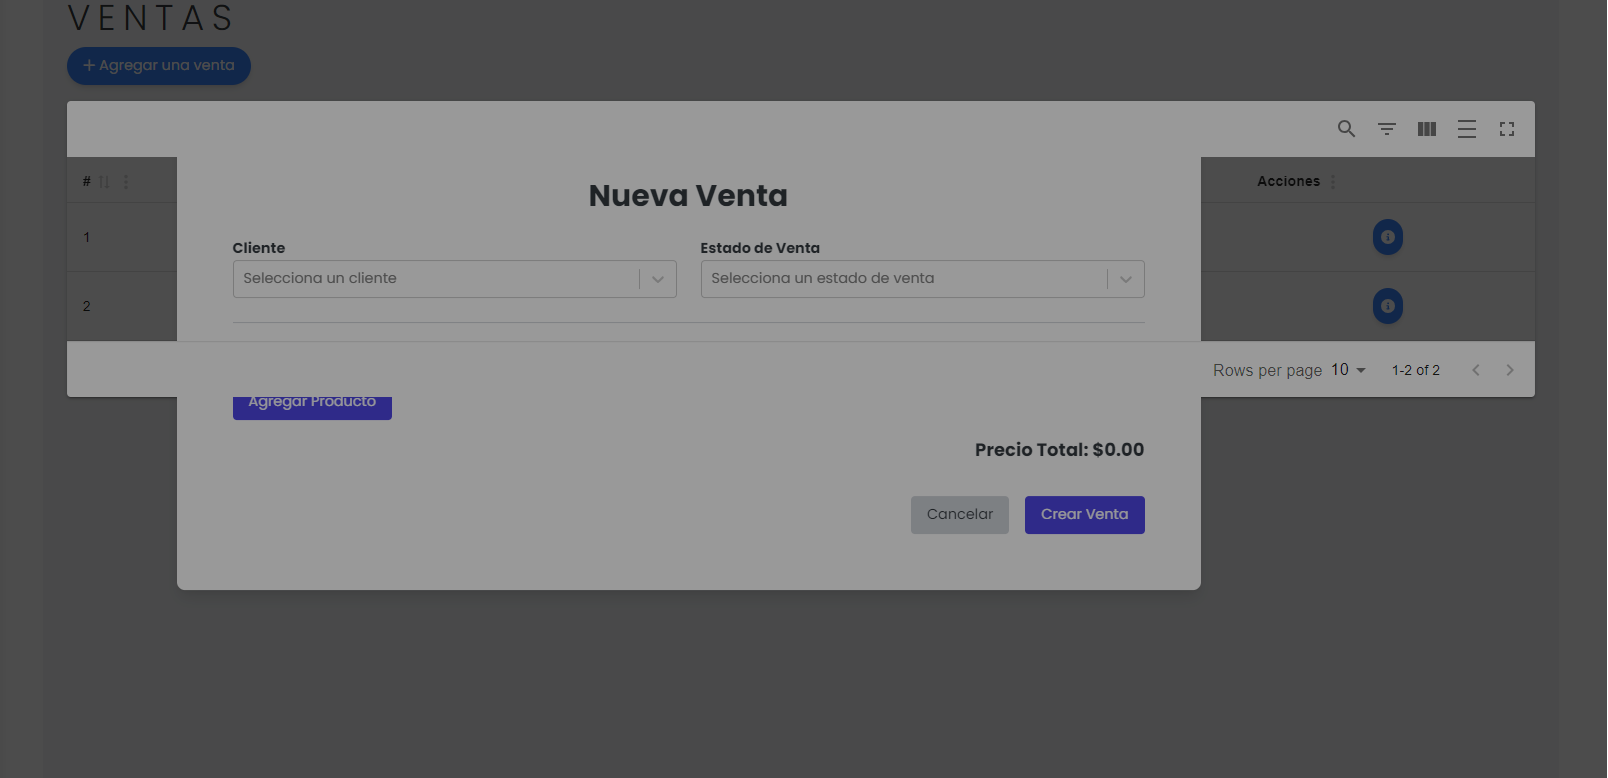 VENTAS
+ Agregar una venta
# Acciones
Nueva Venta
1
Cliente Estado de Venta
Selecciona un cliente Selecciona un estado de venta
2
Rows per page 10 1-2 of 2
Agregar Producto
Precio Total: $0.00
Cancelar Crear Venta